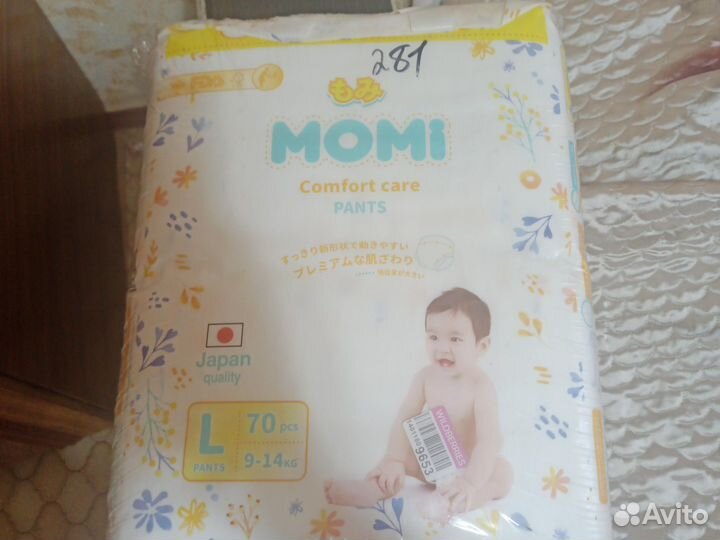 281
もみ
MOMi
Comfort care
PANTS
すっきり新形状で動きやすい
プレミアムな肌ざわり
Japan
quality
L
PANTS
70 pcs
9-14KG
WILDBERRIES
9653
Avito